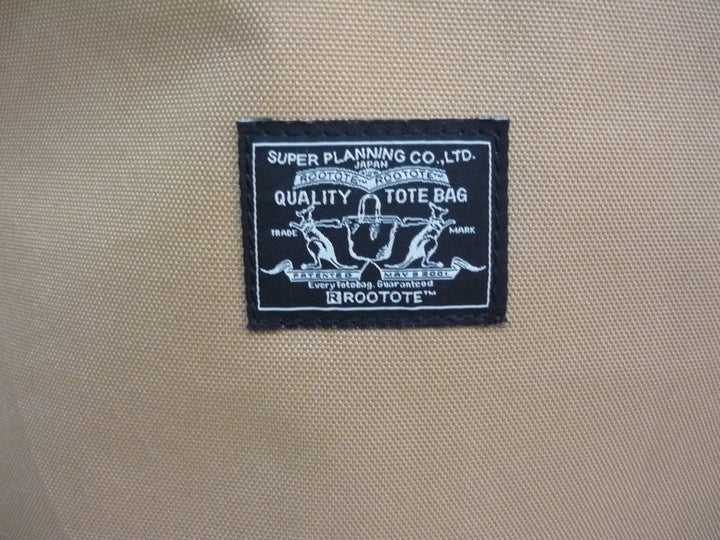 SUPER PLANNING CO.,LTD.
JAPAN
ROOTOTE ROOTOTE
QUALITY TOTE BAG
TRADE MARK
PATENTED MAY 8 2001
Every Totobag. Guaranteed
R ROOTOTE™